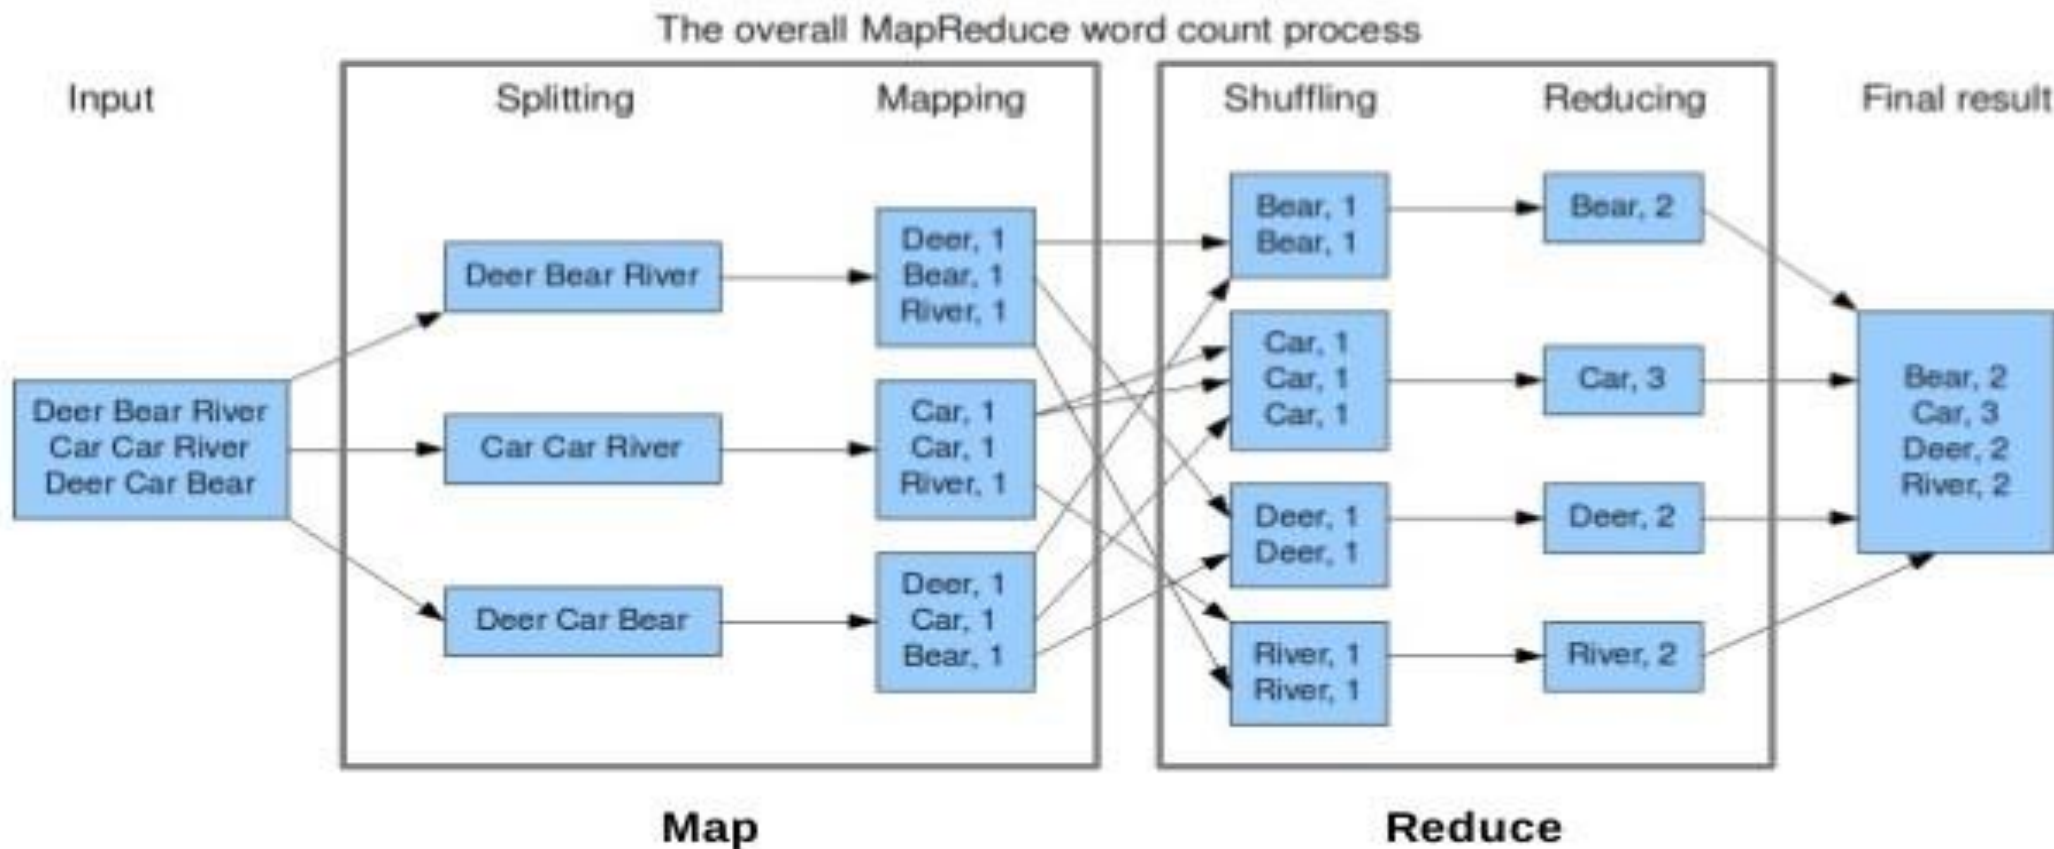 The overall MapReduce word count process
Input
Splitting
Mapping
Shuffling
Reducing
Final result
Deer Bear River
Car Car River
Deer Car Bear
Deer Bear River
Car Car River
Deer Car Bear
Deer, 1
Bear, 1
River, 1
Car, 1
Car, 1
River, 1
Deer, 1
Car, 1
Bear, 1
Bear, 1
Bear, 1
Car, 1
Car, 1
Car, 1
Deer, 1
Deer, 1
River, 1
River, 1
Bear, 2
Car, 3
Deer, 2
River, 2
Bear, 2
Car, 3
Deer, 2
River, 2
Map
Reduce